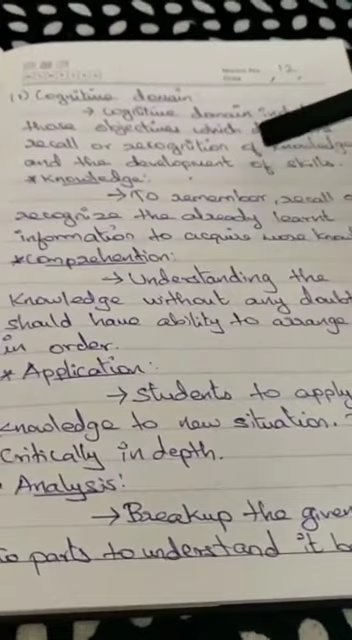 12
(1) Cognitive domain
→ Cognitive domain
those objectives which
recall or recognition of knowledge
and the development of skills.
* Knowledge:
→ To remember, recall
recognize the already learnt
information to acquire more
* Comprehention:
→ Understanding the
Knowledge without any doubt
should have ability to arrange
in order.
* Application:
→ Students to apply
knowledge to new situation.
Critically in depth.
Analysis:
→ Breakup the given
parts to understand it